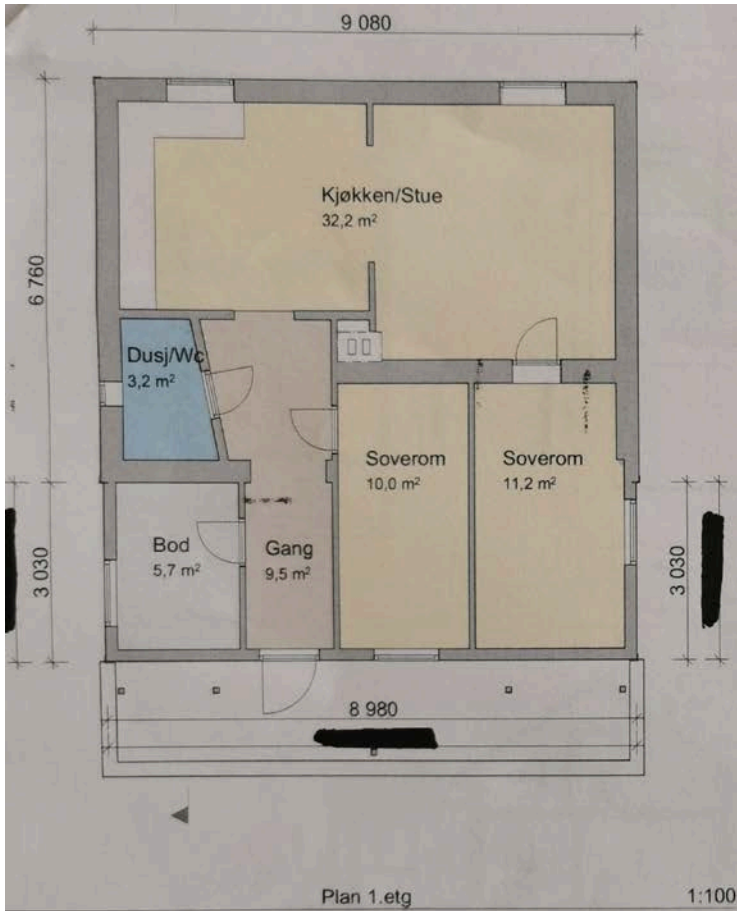 9 080
Kjøkken/Stue
32,2 m²
6 760
Dusj/Wc
3,2 m²
Soverom
10,0 m²
Soverom
11,2 m²
Bod
5,7 m²
Gang
9,5 m²
3 030
3 030
8 980
Plan 1.etg
1:100